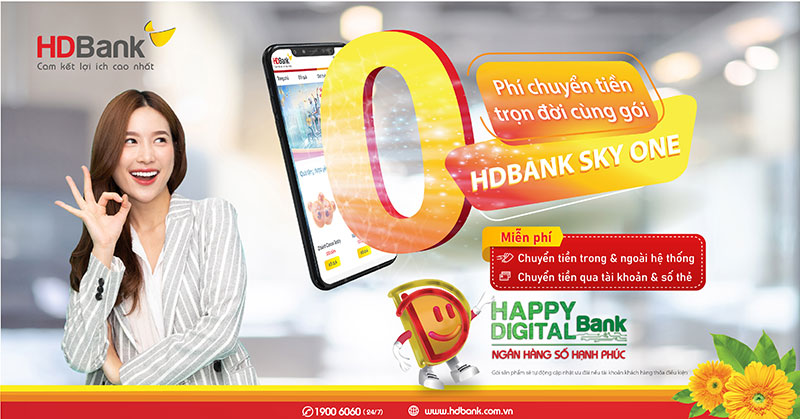 HDBank
Cam kết lợi ích cao nhất
HDBank
0
Phí chuyển tiền
trọn đời cùng gói
HDBANK SKY ONE
Miễn phí
Chuyển tiền trong & ngoài hệ thống
Chuyển tiền qua tài khoản & số thẻ
HAPPY
DIGITAL Bank
NGÂN HÀNG SỐ HẠNH PHÚC
Gói sản phẩm sẽ tự động cập nhật ưu đãi nếu tài khoản khách hàng thỏa điều kiện
1900 6060 (24/7)
www.hdbank.com.vn